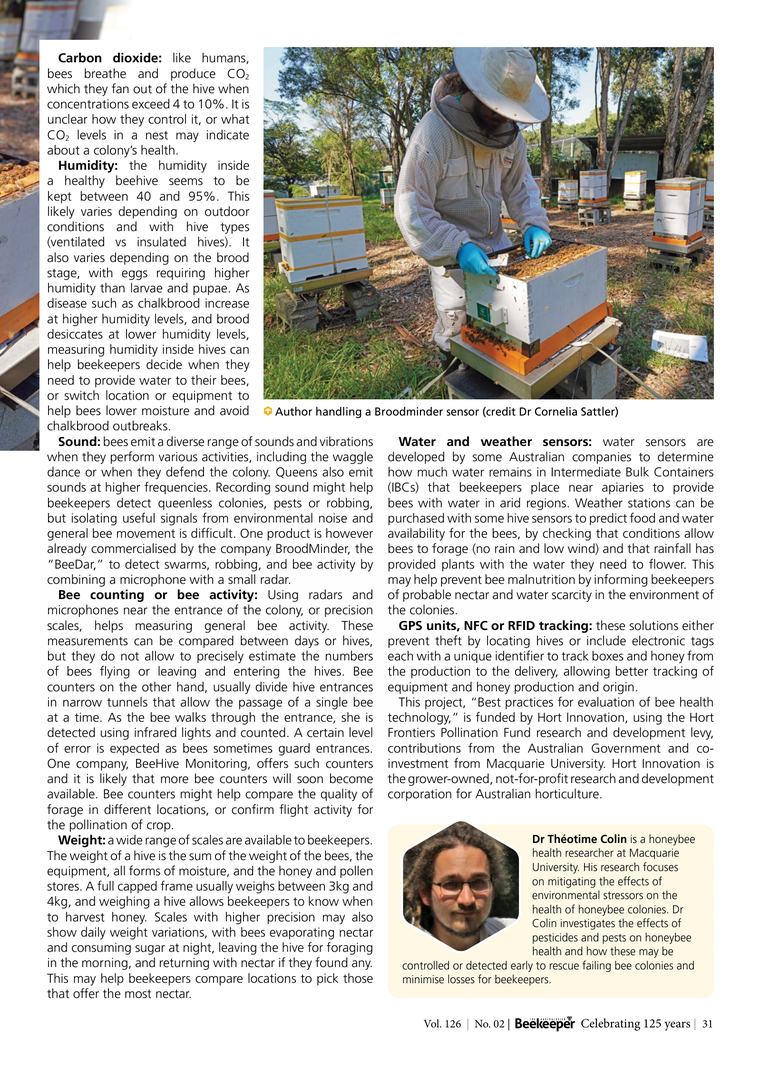 Carbon dioxide: like humans,
bees breathe and produce CO₂
which they fan out of the hive when
concentrations exceed 4 to 10%. It is
unclear how they control it, or what
CO₂ levels in a nest may indicate
about a colony's health.
Humidity: the humidity inside
a healthy beehive seems to be
kept between 40 and 95%. This
likely varies depending on outdoor
conditions and with hive types
(ventilated vs insulated hives). It
also varies depending on the brood
stage, with eggs requiring higher
humidity than larvae and pupae. As
disease such as chalkbrood increase
at higher humidity levels, and brood
desiccates at lower humidity levels,
measuring humidity inside hives can
help beekeepers decide when they
need to provide water to their bees,
or switch location or equipment to
help bees lower moisture and avoid
chalkbrood outbreaks.
Author handling a Broodminder sensor (credit Dr Cornelia Sattler)
Sound: bees emit a diverse range of sounds and vibrations
when they perform various activities, including the waggle
dance or when they defend the colony. Queens also emit
sounds at higher frequencies. Recording sound might help
beekeepers detect queenless colonies, pests or robbing,
but isolating useful signals from environmental noise and
general bee movement is difficult. One product is however
already commercialised by the company BroodMinder, the
"BeeDar," to detect swarms, robbing, and bee activity by
combining a microphone with a small radar.
Bee counting or bee activity: Using radars and
microphones near the entrance of the colony, or precision
scales, helps measuring general bee activity. These
measurements can be compared between days or hives,
but they do not allow to precisely estimate the numbers
of bees flying or leaving and entering the hives. Bee
counters on the other hand, usually divide hive entrances
in narrow tunnels that allow the passage of a single bee
at a time. As the bee walks through the entrance, she is
detected using infrared lights and counted. A certain level
of error is expected as bees sometimes guard entrances.
One company, BeeHive Monitoring, offers such counters
and it is likely that more bee counters will soon become
available. Bee counters might help compare the quality of
forage in different locations, or confirm flight activity for
the pollination of crop.
Weight: a wide range of scales are available to beekeepers.
The weight of a hive is the sum of the weight of the bees, the
equipment, all forms of moisture, and the honey and pollen
stores. A full capped frame usually weighs between 3kg and
4kg, and weighing a hive allows beekeepers to know when
to harvest honey. Scales with higher precision may also
show daily weight variations, with bees evaporating nectar
and consuming sugar at night, leaving the hive for foraging
in the morning, and returning with nectar if they found any.
This may help beekeepers compare locations to pick those
that offer the most nectar.
Water and weather sensors: water sensors are
developed by some Australian companies to determine
how much water remains in Intermediate Bulk Containers
(IBCs) that beekeepers place near apiaries to provide
bees with water in arid regions. Weather stations can be
purchased with some hive sensors to predict food and water
availability for the bees, by checking that conditions allow
bees to forage (no rain and low wind) and that rainfall has
provided plants with the water they need to flower. This
may help prevent bee malnutrition by informing beekeepers
of probable nectar and water scarcity in the environment of
the colonies.
GPS units, NFC or RFID tracking: these solutions either
prevent theft by locating hives or include electronic tags
each with a unique identifier to track boxes and honey from
the production to the delivery, allowing better tracking of
equipment and honey production and origin.
This project, "Best practices for evaluation of bee health
technology," is funded by Hort Innovation, using the Hort
Frontiers Pollination Fund research and development levy,
contributions from the Australian Government and co-
investment from Macquarie University. Hort Innovation is
the grower-owned, not-for-profit research and development
corporation for Australian horticulture.
Dr Théotime Colin is a honeybee
health researcher at Macquarie
University. His research focuses
on mitigating the effects of
environmental stressors on the
health of honeybee colonies. Dr
Colin investigates the effects of
pesticides and pests on honeybee
health and how these may be
controlled or detected early to rescue failing bee colonies and
minimise losses for beekeepers.
Vol. 126 | No. 02 | Beekeeper Celebrating 125 years | 31